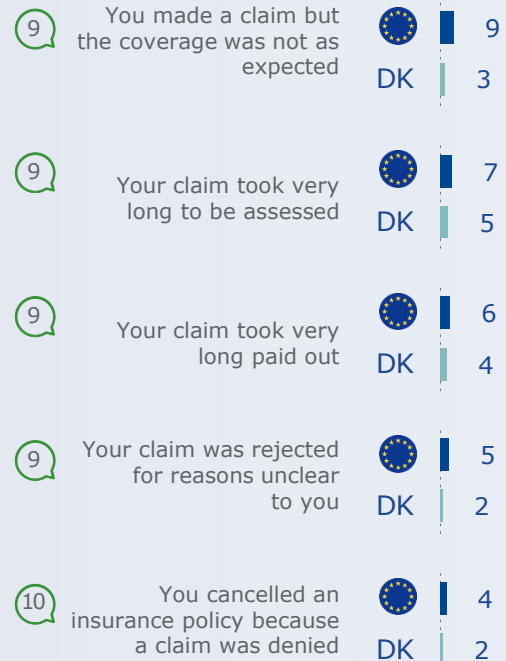 9
You made a claim but
the coverage was not as
expected
9
DK
3
9
Your claim took very
long to be assessed
7
DK
5
9
Your claim took very
long paid out
6
DK
4
9
Your claim was rejected
for reasons unclear
to you
5
DK
2
10
You cancelled an
insurance policy because
a claim was denied
4
DK
2